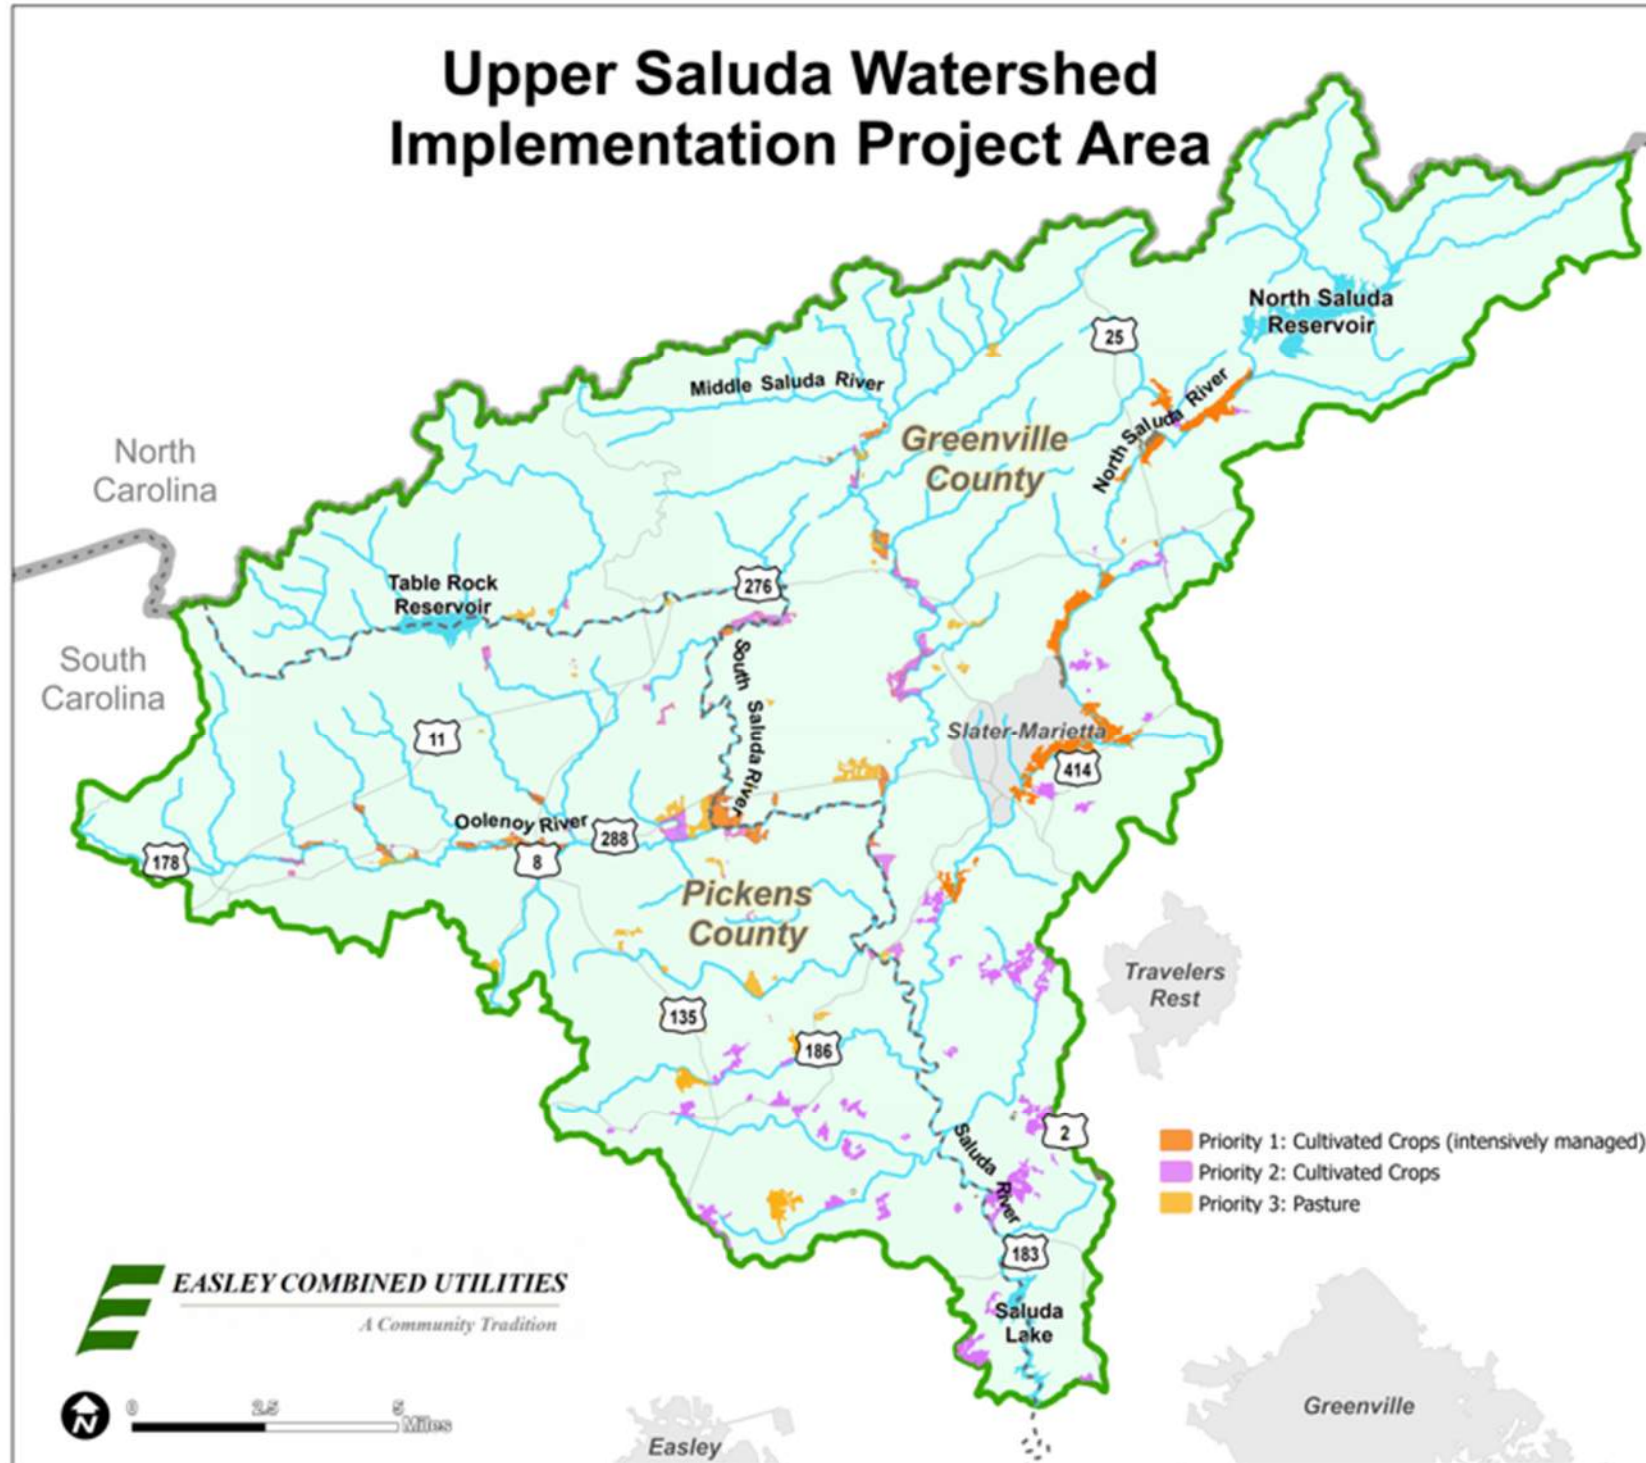 Upper Saluda Watershed
Implementation Project Area
North Saluda
Reservoir
25
Middle Saluda River
North Saluda River
Greenville
County
North
Carolina
Table Rock
Reservoir
276
South
Carolina
South Saluda River
11
Slater-Marietta
414
Oolenoy River
288
178
8
Pickens
County
Travelers
Rest
135
186
2
Saluda River
Priority 1: Cultivated Crops (intensively managed)
Priority 2: Cultivated Crops
Priority 3: Pasture
183
Saluda
Lake
EASLEY COMBINED UTILITIES
A Community Tradition
N
0 2.5 5
Miles
Greenville
Easley